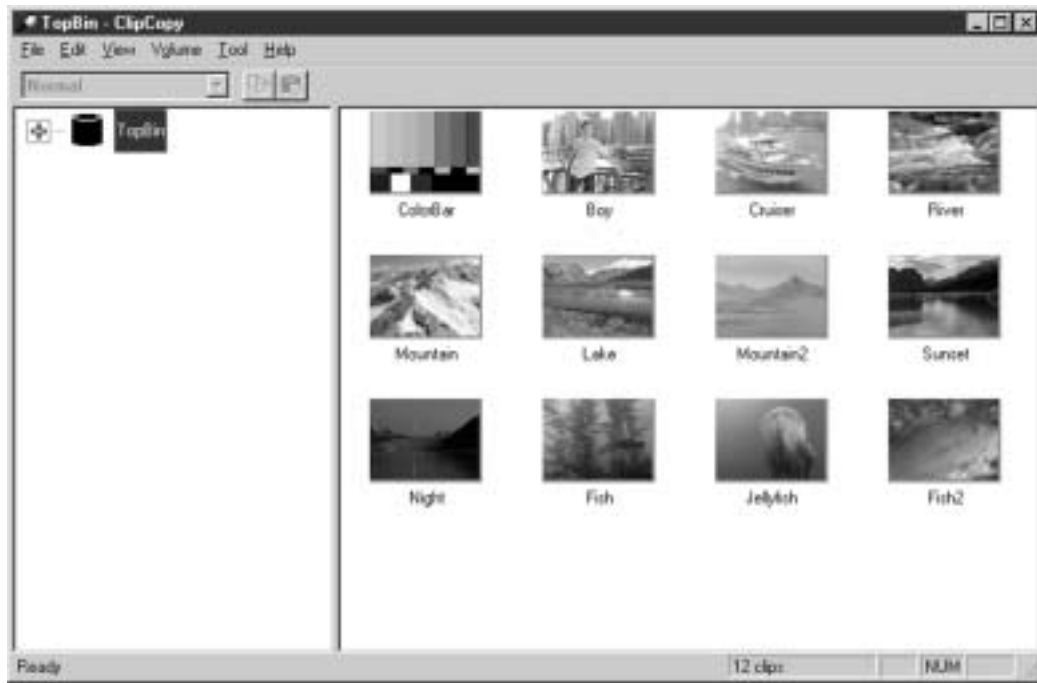 TopBin - ClipCopy
File Edit View Volume Tool Help
Normal
TopBin
ColorBar Boy Cruiser River
Mountain Lake Mountain2 Sunset
Night Fish Jellyfish Fish2
Ready 12 clips NUM